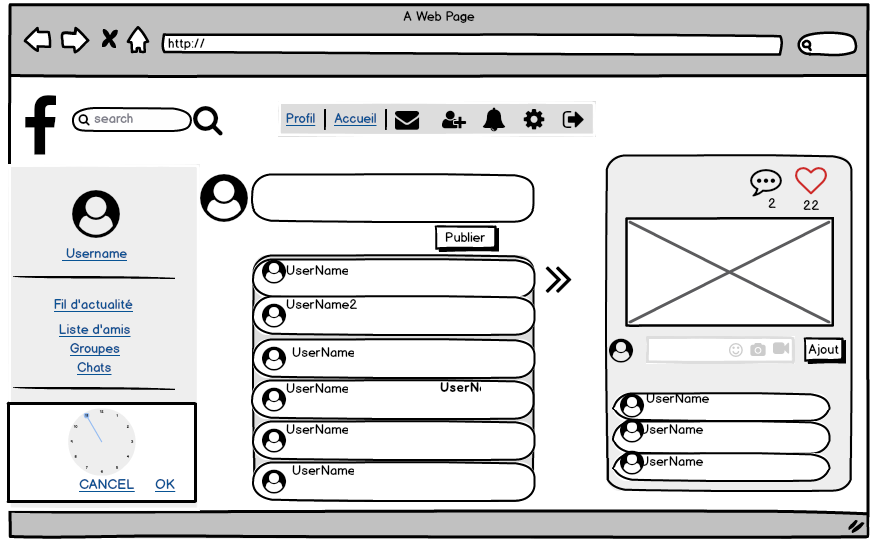 A Web Page
http://
search
Profil
Accueil
Username
Fil d'actualité
Liste d'amis
Groupes
Chats
CANCEL
OK
Publier
UserName
UserName2
UserName
UserName
UserName
UserName
2
22
Ajout
UserName
UserName
UserName